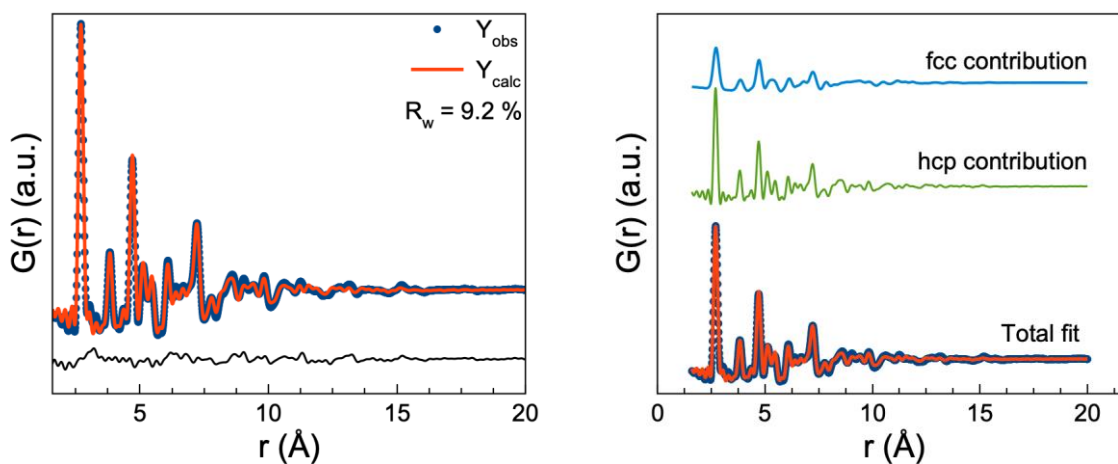 Y_obs
Y_calc
R_w = 9.2 %
G(r) (a.u.)
5 10 15 20
r (Å)
fcc contribution
hcp contribution
G(r) (a.u.)
Total fit
0 5 10 15 20
r (Å)